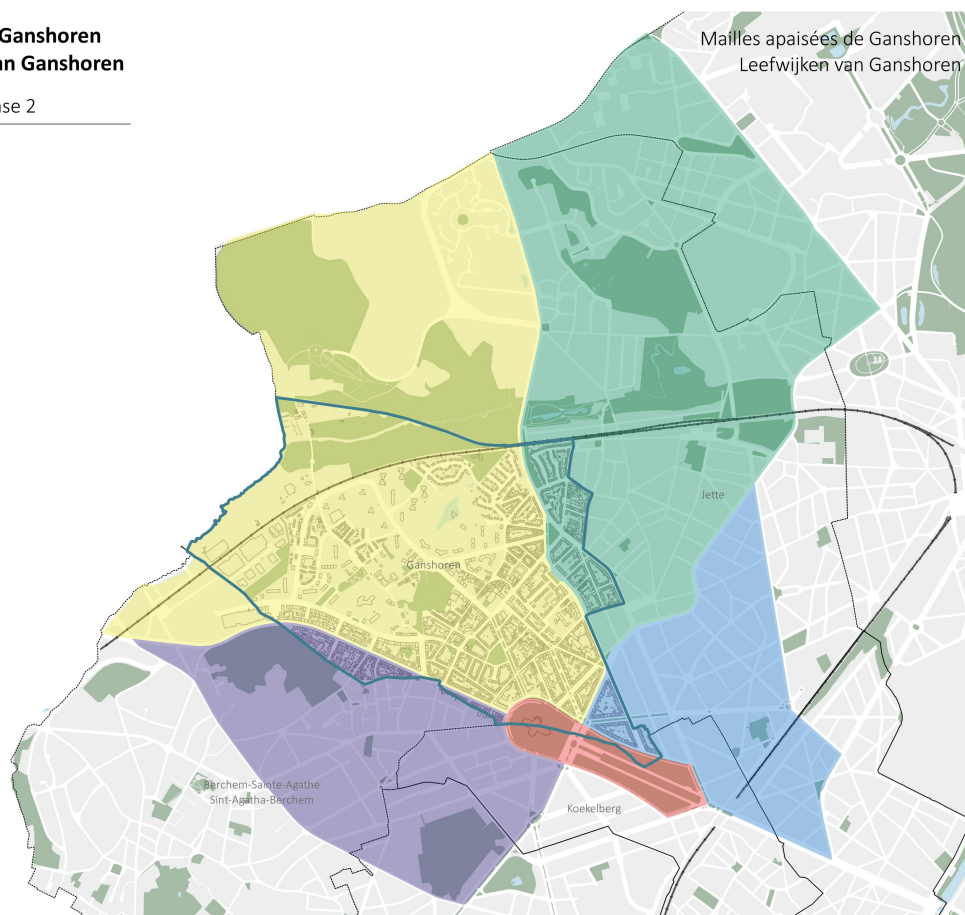 Ganshoren
an Ganshoren
ase 2
Mailles apaisées de Ganshoren
Leefwijken van Ganshoren
Jette
Ganshoren
Berchem-Sainte-Agathe
Sint-Agatha-Berchem
Koekelberg